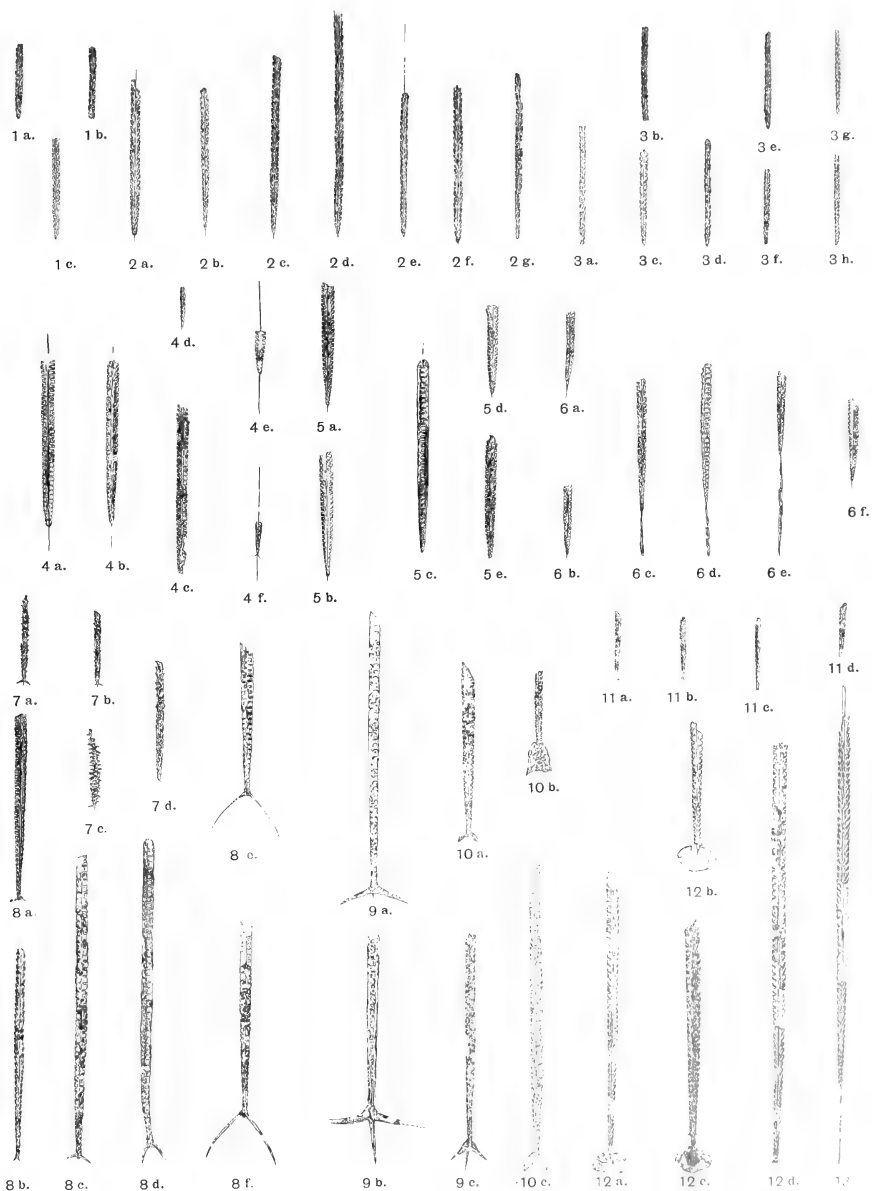 1 a. 1 b. 3 b. 3 e. 3 g.
1 c. 2 a. 2 b. 2 c. 2 d. 2 e. 2 f. 2 g. 3 a. 3 c. 3 d. 3 f. 3 h.
4 d.
4 e. 5 a. 5 d. 6 a.
6 f.
4 a. 4 b. 4 c. 4 f. 5 b. 5 c. 5 e. 6 b. 6 c. 6 d. 6 e.
11 d.
7 a. 7 b. 11 a. 11 b. 11 c.
7 c. 7 d. 10 b.
8 e. 10 a.
8 a. 9 a. 12 b.
8 b. 8 c. 8 d. 8 f. 9 b. 9 c. 10 c. 12 a. 12 c. 12 d.